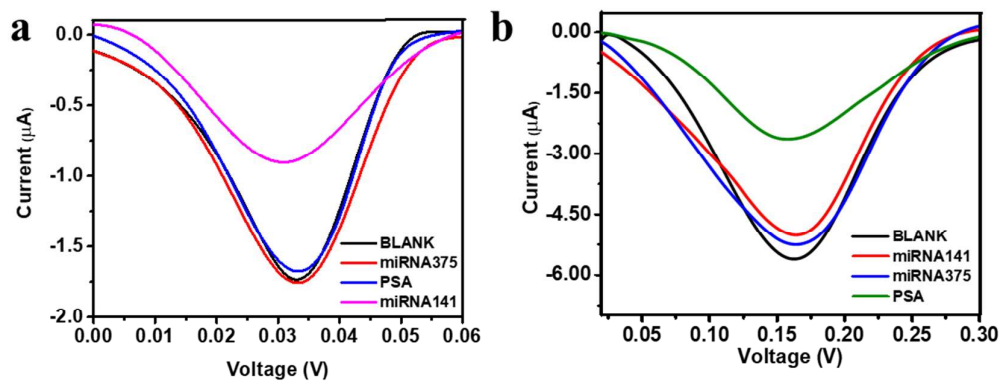 a
0.0
-0.5
-1.0
-1.5
-2.0
Current (μA)
BLANK
miRNA375
PSA
miRNA141
0.00 0.01 0.02 0.03 0.04 0.05 0.06
Voltage (V)
b
0.00
-1.50
-3.00
-4.50
-6.00
Current (μA)
BLANK
miRNA141
miRNA375
PSA
0.05 0.10 0.15 0.20 0.25 0.30
Voltage (V)